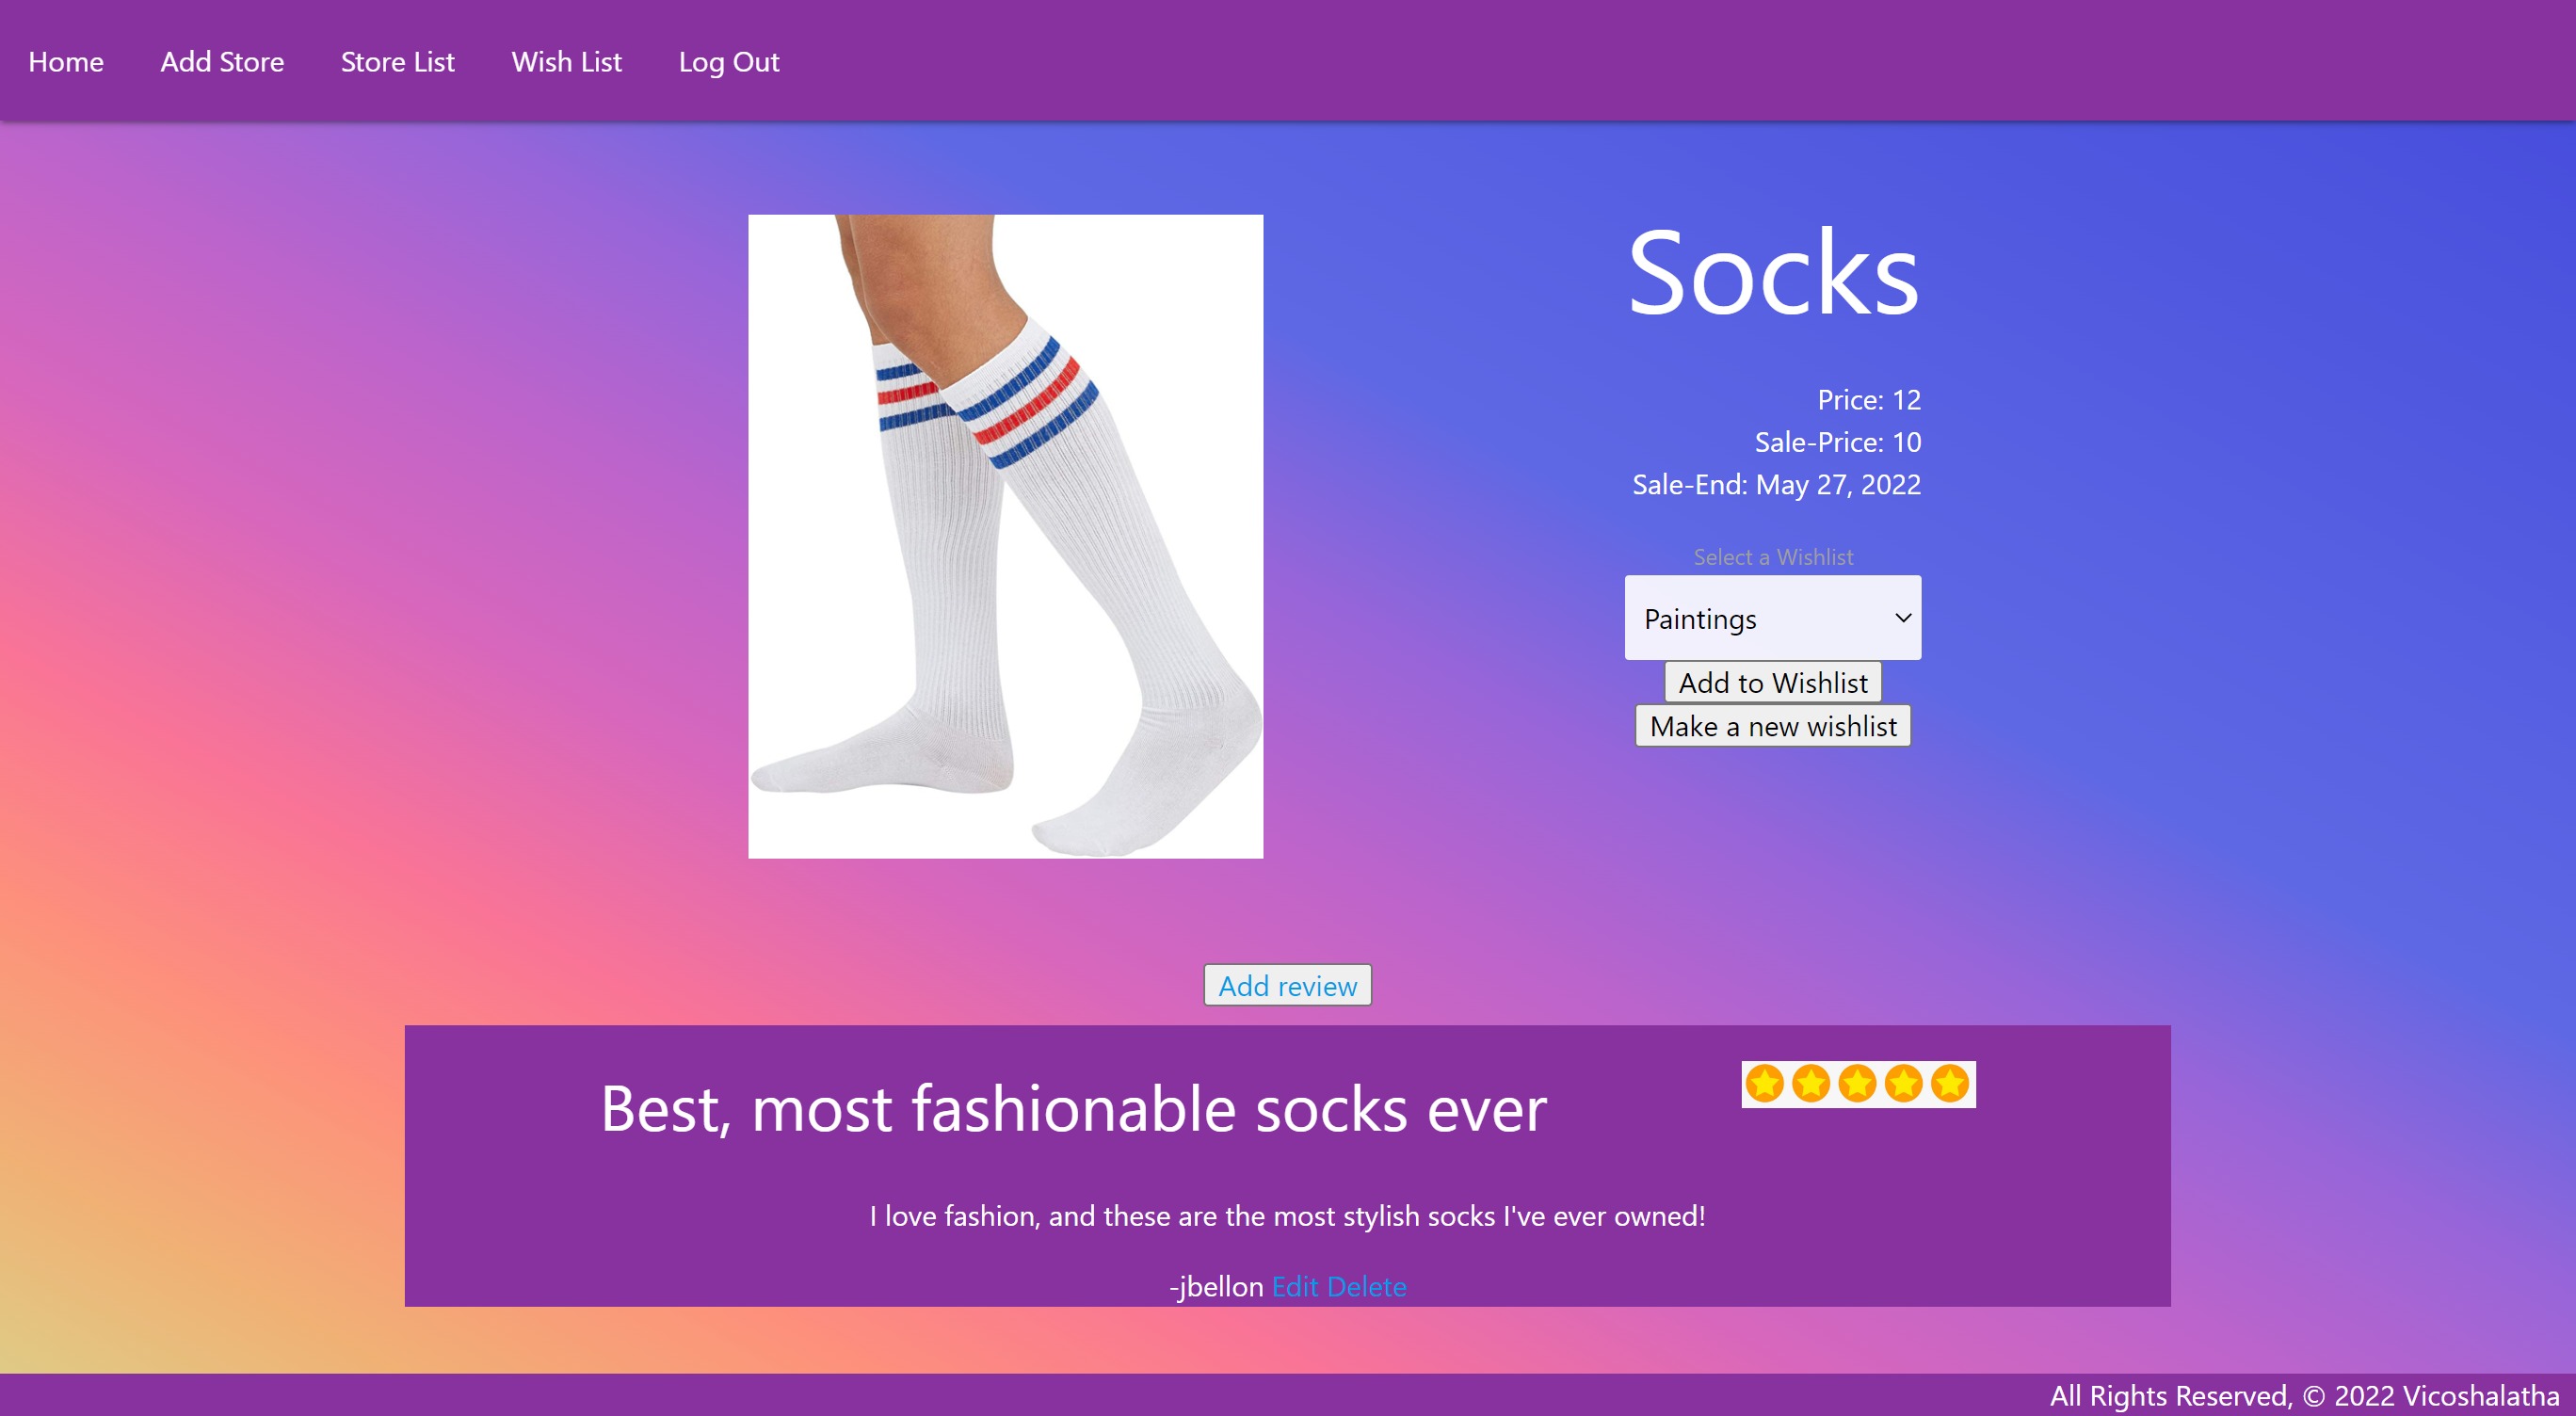 Home Add Store Store List Wish List Log Out
Socks
Price: 12
Sale-Price: 10
Sale-End: May 27, 2022
Select a Wishlist
Paintings
Add to Wishlist
Make a new wishlist
Add review
Best, most fashionable socks ever
I love fashion, and these are the most stylish socks I've ever owned!
-jbellon Edit Delete
All Rights Reserved, © 2022 Vicoshalatha